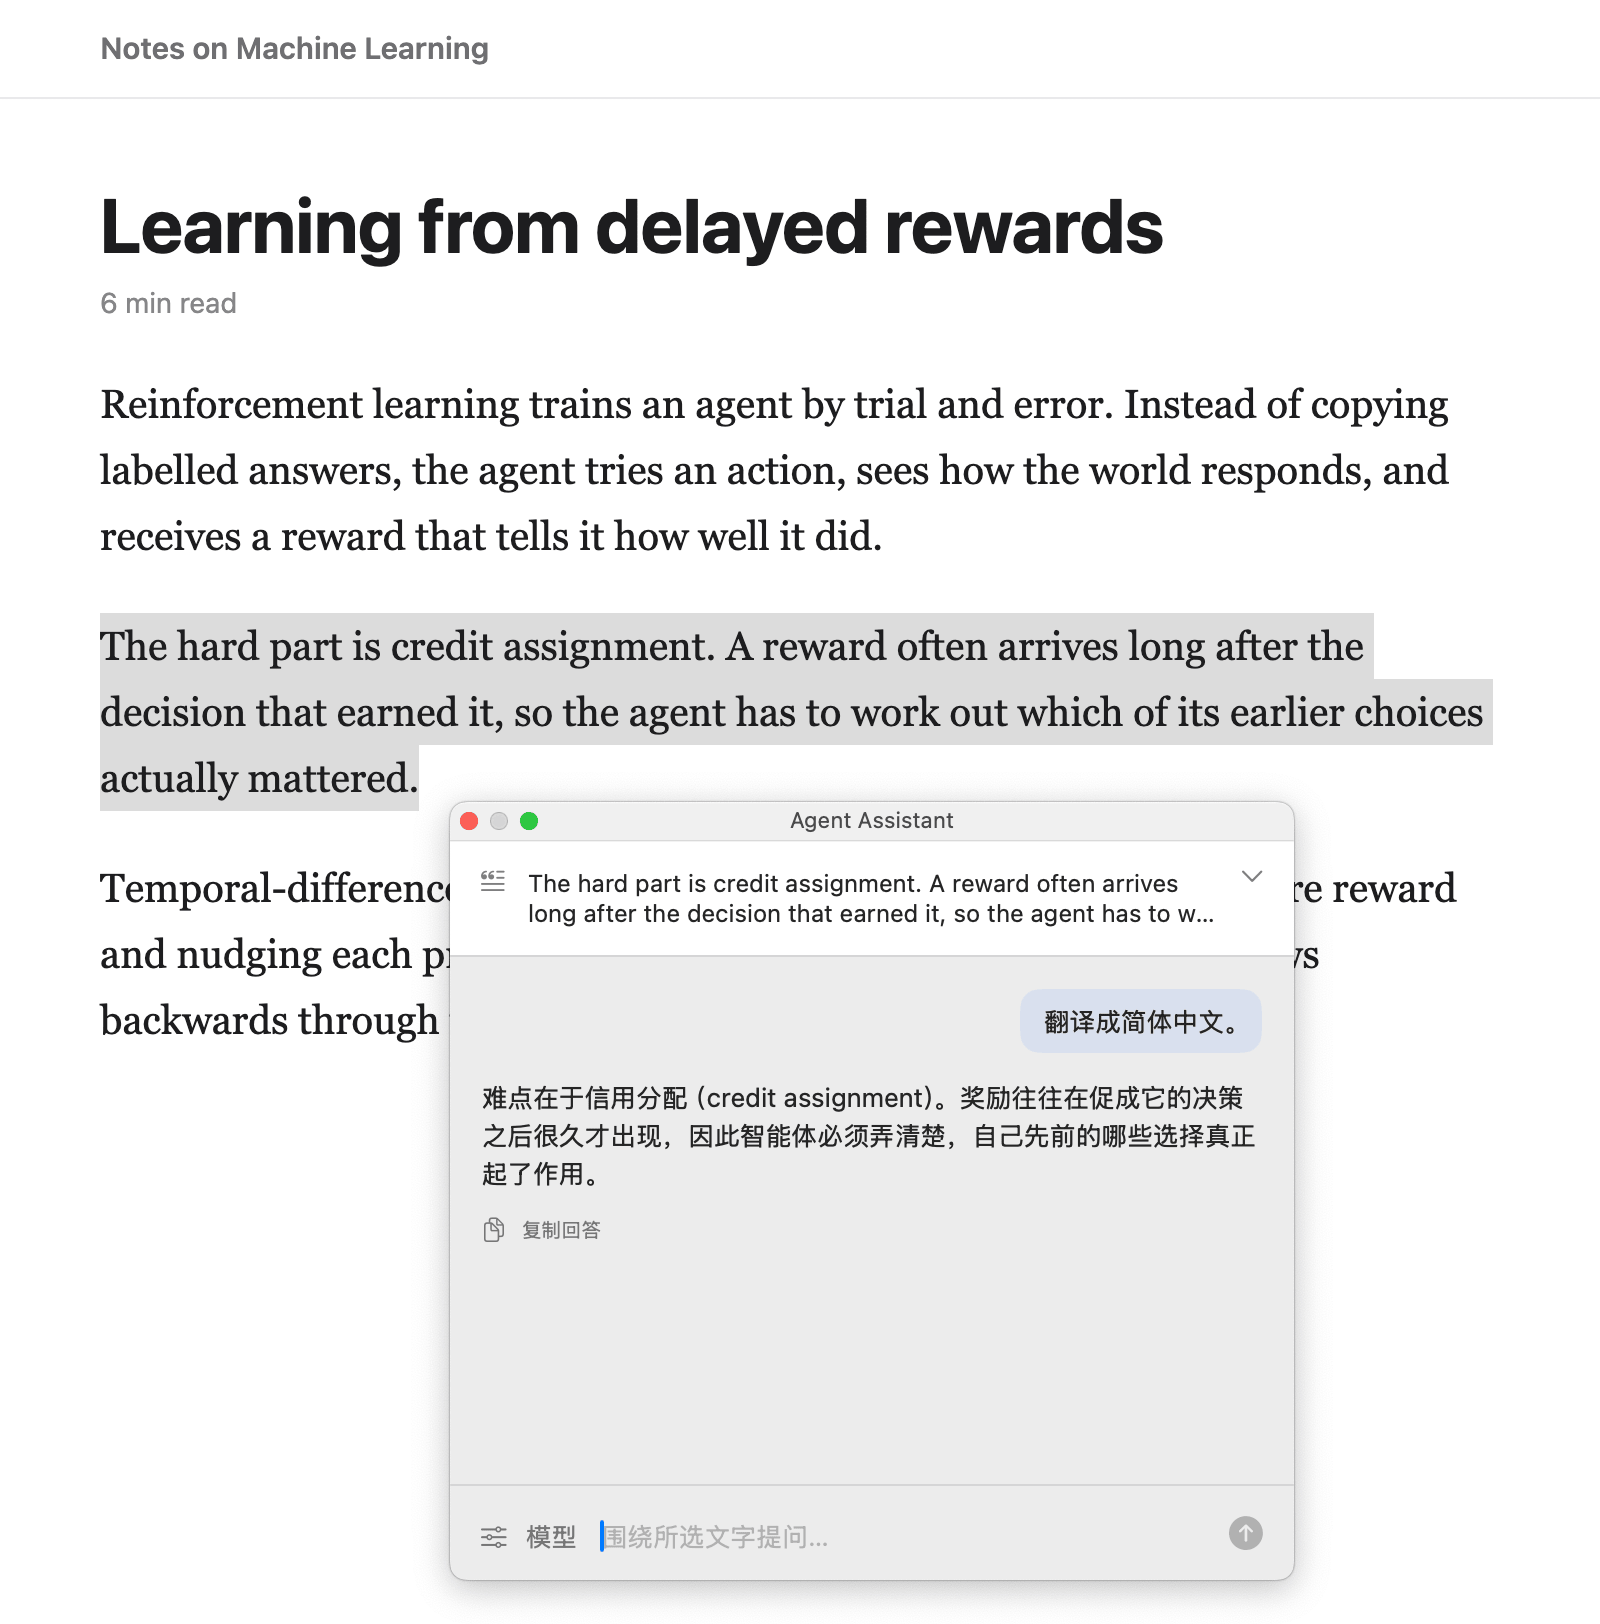 Notes on Machine Learning
Learning from delayed rewards
6 min read
Reinforcement learning trains an agent by trial and error. Instead of copying
labelled answers, the agent tries an action, sees how the world responds, and
receives a reward that tells it how well it did.
The hard part is credit assignment. A reward often arrives long after the
decision that earned it, so the agent has to work out which of its earlier choices
actually mattered.
Agent Assistant
The hard part is credit assignment. A reward often arrives
long after the decision that earned it, so the agent has to w...
Temporal-difference reward
and nudging each
backwards through
翻译成简体中文。
难点在于信用分配 (credit assignment)。奖励往往在促成它的决策
之后很久才出现，因此智能体必须弄清楚，自己先前的哪些选择真正
起了作用。
复制回答
模型 围绕所选文字提问...